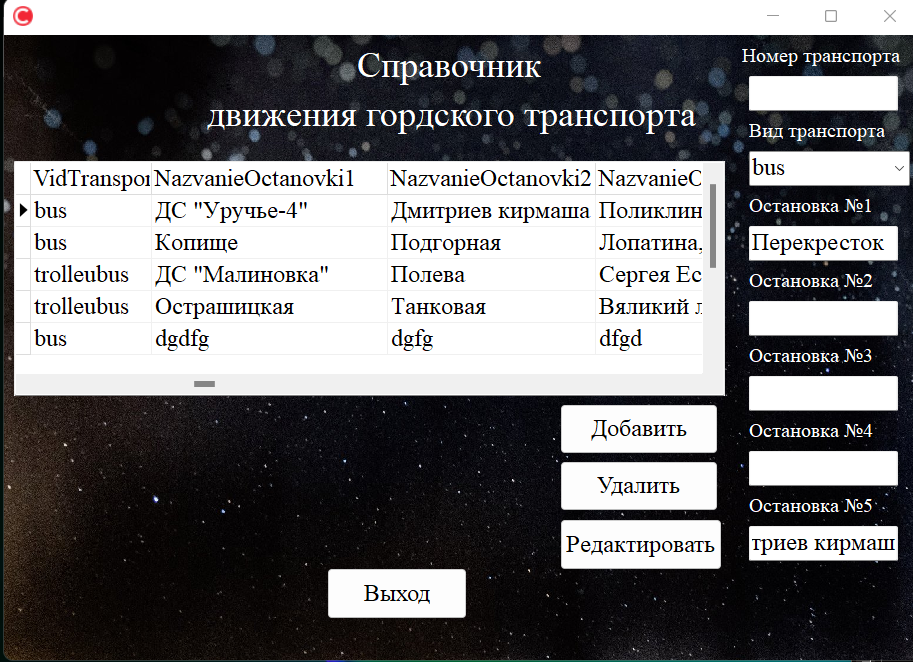 Справочник
движения гордского транспорта
VidTranspor NazvanieOctanovki1 NazvanieOctanovki2 NazvanieO
bus ДС "Уручье-4" Дмитриев кирмаша Поликлин
bus Копище Подгорная Лопатина,
trolleubus ДС "Малиновка" Полева Сергея Ес
trolleubus Острашицкая Танковая Вяликий л
bus dgdfg dgfg dfgd
Добавить
Удалить
Редактировать
Выход
Номер транспорта
Вид транспорта
bus
Остановка №1
Перекресток
Остановка №2
Остановка №3
Остановка №4
Остановка №5
триев кирмаш